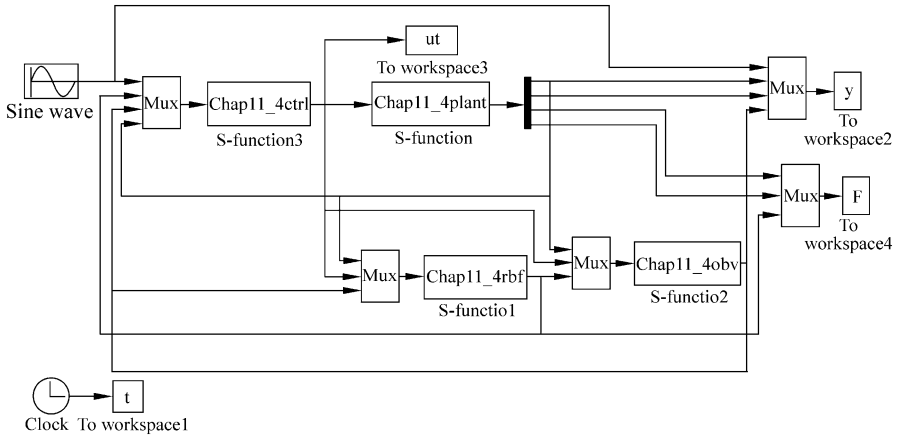 ut
To workspace3
Sine wave
Mux
Chap11_4ctrl
S-function3
Chap11_4plant
S-function
Mux
y
To
workspace2
Mux
F
To
workspace4
Mux
Chap11_4rbf
S-functio1
Mux
Chap11_4obv
S-functio2
Clock
t
To workspace1